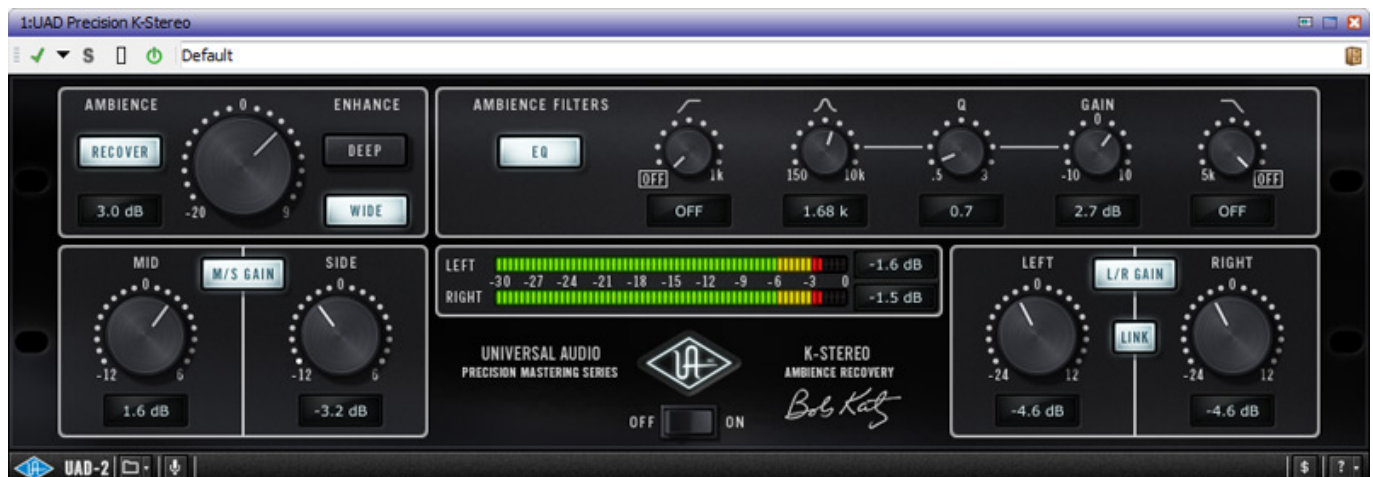 1:UAD Precision K-Stereo
S Default
AMBIENCE 0 ENHANCE
RECOVER DEEP
3.0 dB -20 9 WIDE
AMBIENCE FILTERS Q GAIN
EQ 0
OFF 1k 150 10k .5 3 -10 10 5k OFF
OFF 1.68 k 0.7 2.7 dB OFF
MID M/S GAIN SIDE
0 0
-12 6 -12 6
1.6 dB -3.2 dB
LEFT -1.6 dB
-30 -27 -24 -21 -18 -15 -12 -9 -6 -3 0
RIGHT -1.5 dB
UNIVERSAL AUDIO
PRECISION MASTERING SERIES
UA
K-STEREO
AMBIENCE RECOVERY
Bob Katz
OFF ON
LEFT L/R GAIN RIGHT
0 0
LINK
-24 12 -24 12
-4.6 dB -4.6 dB
UA UAD-2 $ ?